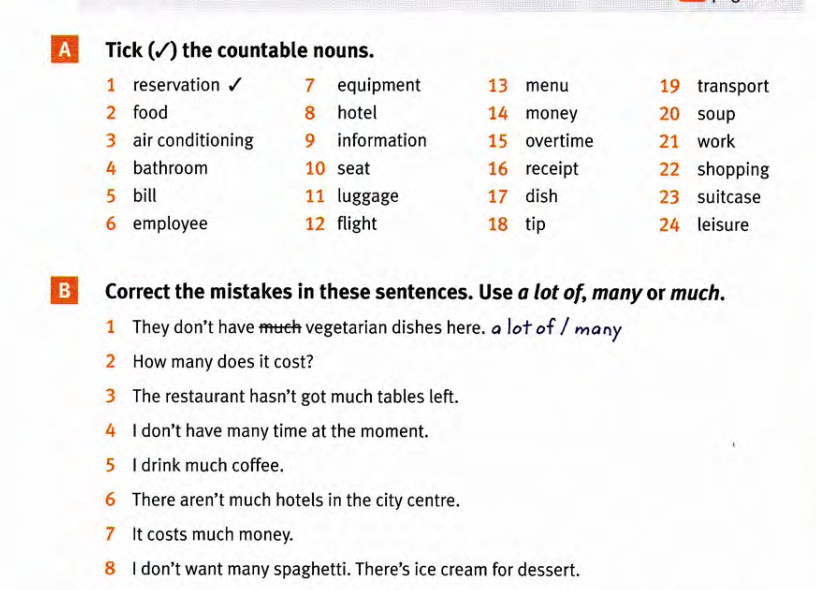 A Tick (✓) the countable nouns.
1 reservation ✓
2 food
3 air conditioning
4 bathroom
5 bill
6 employee
7 equipment
8 hotel
9 information
10 seat
11 luggage
12 flight
13 menu
14 money
15 overtime
16 receipt
17 dish
18 tip
19 transport
20 soup
21 work
22 shopping
23 suitcase
24 leisure
B Correct the mistakes in these sentences. Use a lot of, many or much.
1 They don't have much vegetarian dishes here. a lot of / many
2 How many does it cost?
3 The restaurant hasn't got much tables left.
4 I don't have many time at the moment.
5 I drink much coffee.
6 There aren't much hotels in the city centre.
7 It costs much money.
8 I don't want many spaghetti. There's ice cream for dessert.